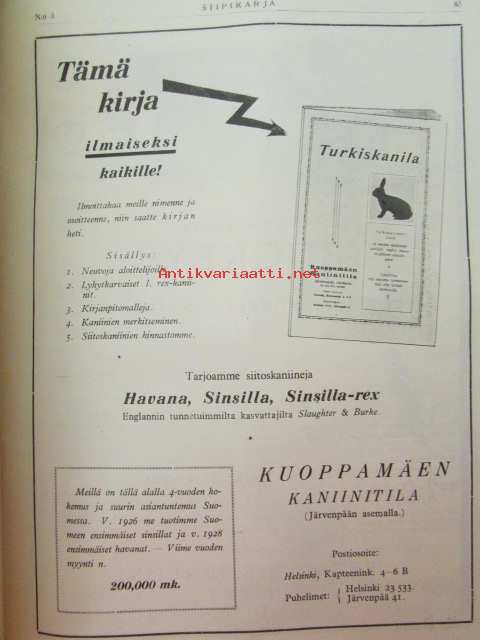 N:o 3
SIIPIKARJA
Tämä
kirja
ilmaiseksi
kaikille!
Ilmoittakaa meille nimenne ja
osoitteenne, niin saatte kirjan
heti.
Sisällys:
1. Neuvoja aloittelijoille.
2. Lyhytkarvaiset l. rex-kanii-
nit.
3. Kirjanpitomalleja.
4. Kaniinien merkitseminen.
5. Siitoskaniinien hinnastomme.
Turkiskanila
Kuoppamäen
Kaniinitila
Antikvariaatti.net
Tarjoamme siitoskaniineja
Havana, Sinsilla, Sinsilla-rex
Englannin tunnetuimmilta kasvattajilta Slaughter & Burke.
Meillä on tällä alalla 4-vuoden ko-
kemus ja suurin asiantuntemus Suo-
messa. V. 1926 me tuotimme Suo-
meen ensimmäiset sinsillat ja v. 1928
ensimmäiset havanat. — Viime vuoden
myynti n.
200,000 mk.
KUOPPAMÄEN
KANIINITILA
(Järvenpään asemalla.)
Postiosoite:
Helsinki, Kapteenink. 4–6 B
Puhelimet: { Helsinki 23 533.
Järvenpää 41.